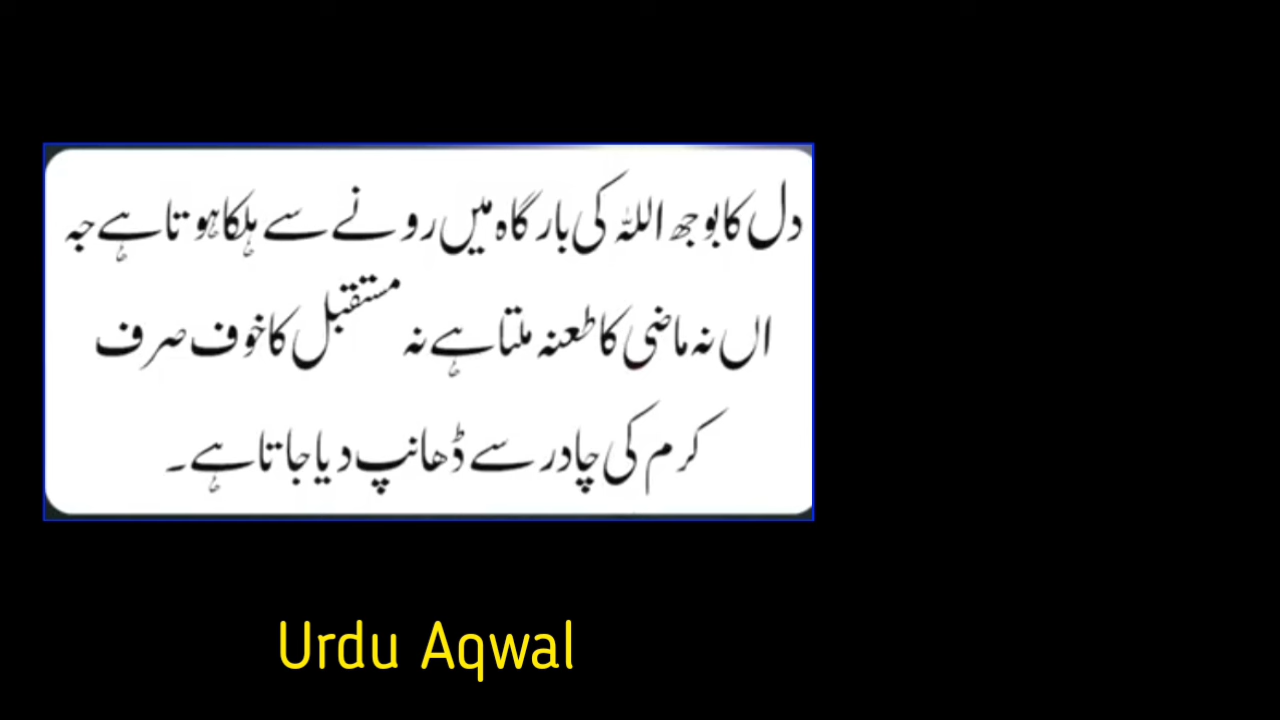 دل کا بوجھ اللہ کی بارگاہ میں رونے سے ہلکا ہوتا ہے جہ
اں نہ ماضی کا طعنہ ملتا ہے نہ مستقبل کا خوف صرف
کرم کی چادر سے ڈھانپ دیا جاتا ہے۔
Urdu Aqwal